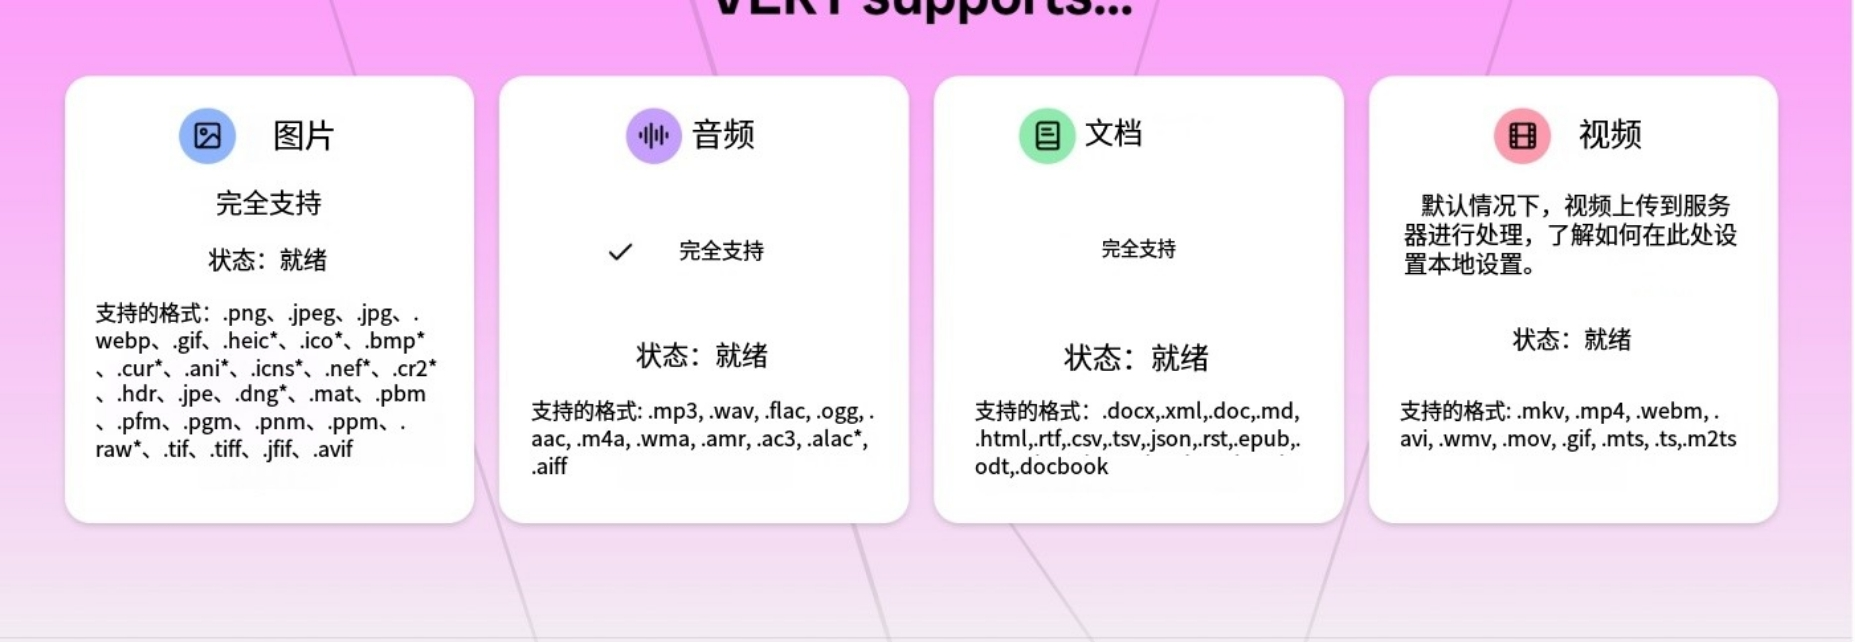 VERT supports...
图片
完全支持
状态：就绪
支持的格式：.png、.jpeg、.jpg、.
webp、.gif、.heic*、.ico*、.bmp*
、.cur*、.ani*、.icns*、.nef*、.cr2*
、.hdr、.jpe、.dng*、.mat、.pbm
、.pfm、.pgm、.pnm、.ppm、.
raw*、.tif、.tiff、.jfif、.avif
音频
完全支持
状态：就绪
支持的格式: .mp3, .wav, .flac, .ogg, .
aac, .m4a, .wma, .amr, .ac3, .alac*,
.aiff
文档
完全支持
状态：就绪
支持的格式：.docx,.xml,.doc,.md,
.html,.rtf,.csv,.tsv,.json,.rst,.epub,.
odt,.docbook
视频
默认情况下，视频上传到服务
器进行处理，了解如何在此处设
置本地设置。
状态：就绪
支持的格式: .mkv, .mp4, .webm, .
avi, .wmv, .mov, .gif, .mts, .ts,.m2ts